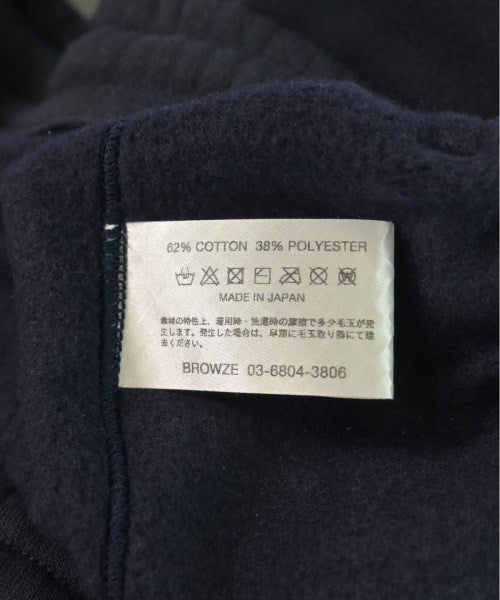 62% COTTON 38% POLYESTER
MADE IN JAPAN
素材の特性上、着用時・洗濯時の摩擦で多少毛玉が発
生します。発生した場合は、早期に毛玉取り器にて除
去ください。
BROWZE 03-6804-3806